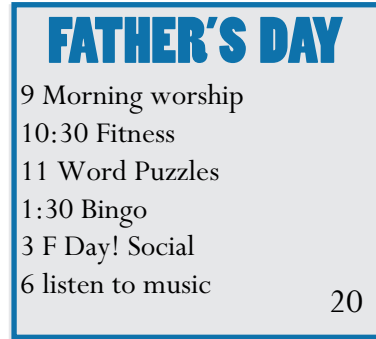 FATHER'S DAY
9 Morning worship
10:30 Fitness
11 Word Puzzles
1:30 Bingo
3 F Day! Social
6 listen to music
20